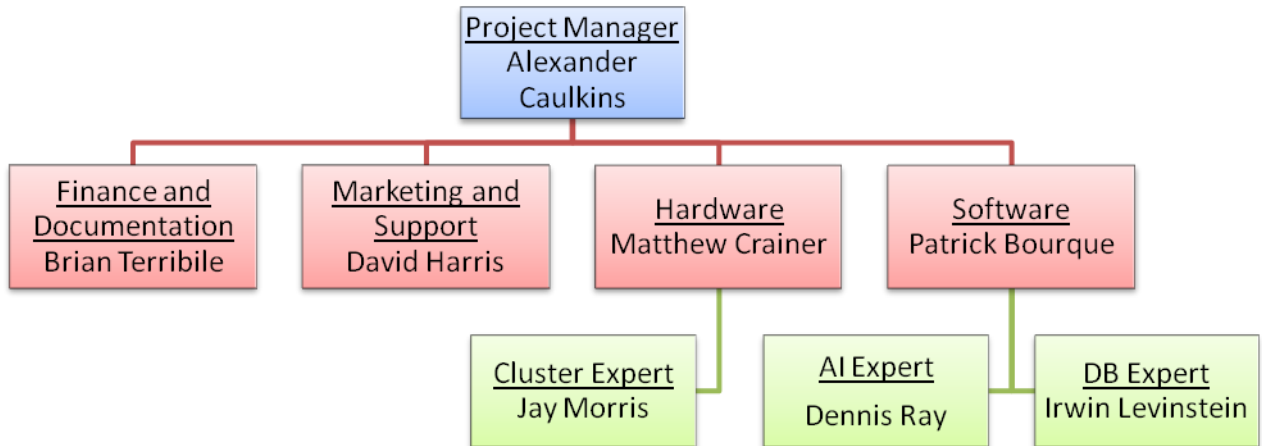 Project Manager
Alexander
Caulkins
Finance and
Documentation
Brian Terribile
Marketing and
Support
David Harris
Hardware
Matthew Crainer
Software
Patrick Bourque
Cluster Expert
Jay Morris
AI Expert
Dennis Ray
DB Expert
Irwin Levinstein